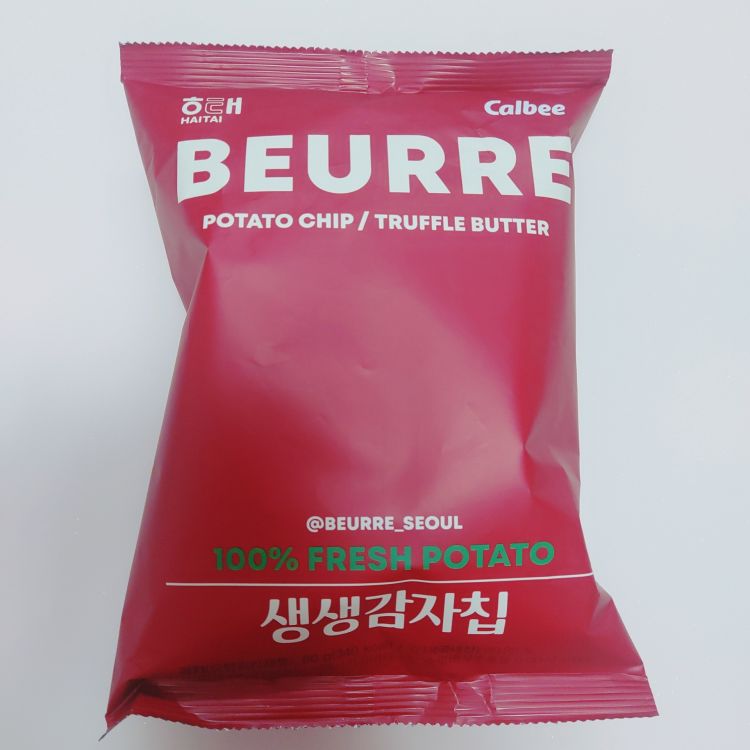 해태 Calbee
HAITAI
BEURRE
POTATO CHIP / TRUFFLE BUTTER
@BEURRE_SEOUL
100% FRESH POTATO
생생감자칩